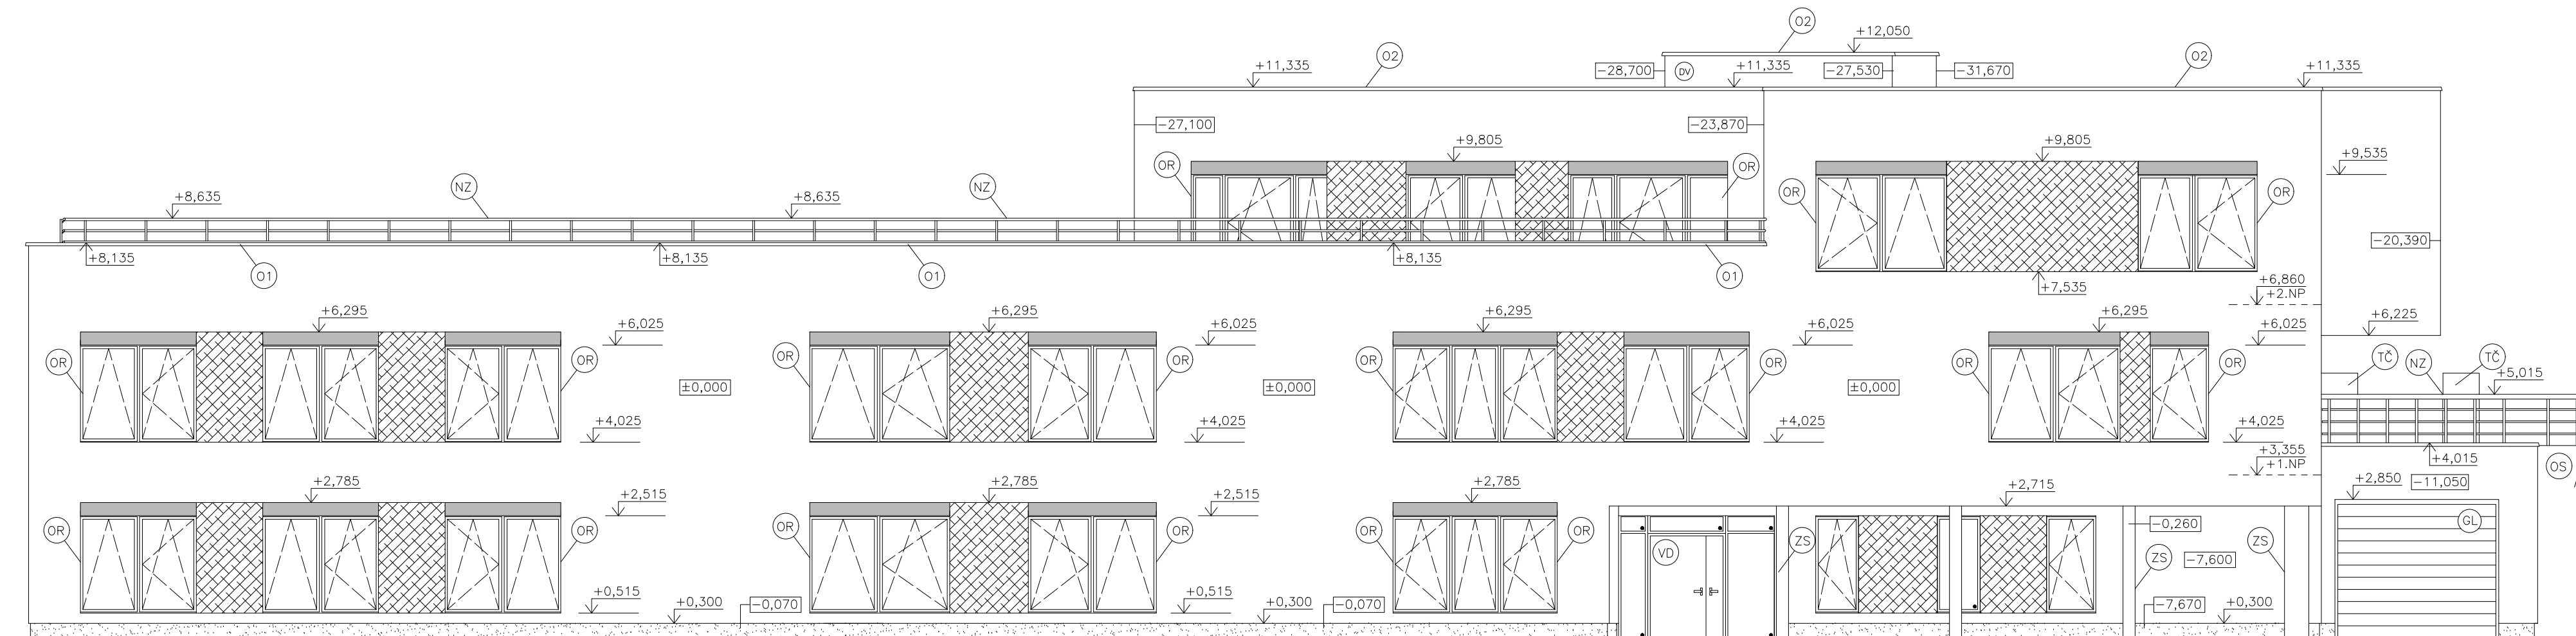 O2
+12,050
O2
+11,335
-28,700
DV
+11,335
-27,530
-31,670
O2
+11,335
-27,100
-23,870
+9,805
OR
OR
+9,805
+9,535
OR
OR
NZ
+8,635
+8,635
NZ
-20,390
+8,135
O1
+8,135
O1
+8,135
O1
+7,535
+6,860
+2.NP
+6,295
+6,025
+6,295
+6,025
+6,295
+6,025
+6,295
+6,025
+6,225
OR
OR
OR
OR
OR
OR
OR
OR
TČ
NZ
TČ
+5,015
±0,000
±0,000
±0,000
+4,025
+4,025
+4,025
+4,025
+3,355
+1.NP
+4,015
OS
+2,785
+2,515
+2,785
+2,515
+2,785
+2,715
+2,850
-11,050
OR
OR
OR
OR
OR
OR
VD
ZS
-0,260
ZS
-7,600
ZS
GL
+0,515
+0,515
+0,300
-0,070
+0,300
-0,070
-7,670
+0,300